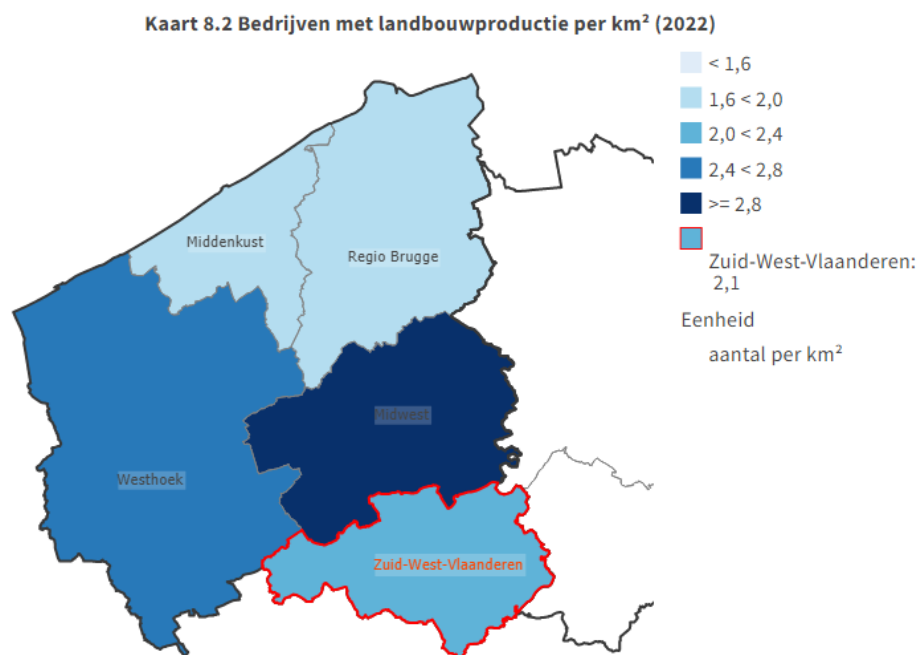 Kaart 8.2 Bedrijven met landbouwproductie per km² (2022)
< 1,6
1,6 < 2,0
2,0 < 2,4
2,4 < 2,8
>= 2,8
Zuid-West-Vlaanderen:
2,1
Eenheid
aantal per km²
Middenkust
Regio Brugge
Midwest
Westhoek
Zuid-West-Vlaanderen